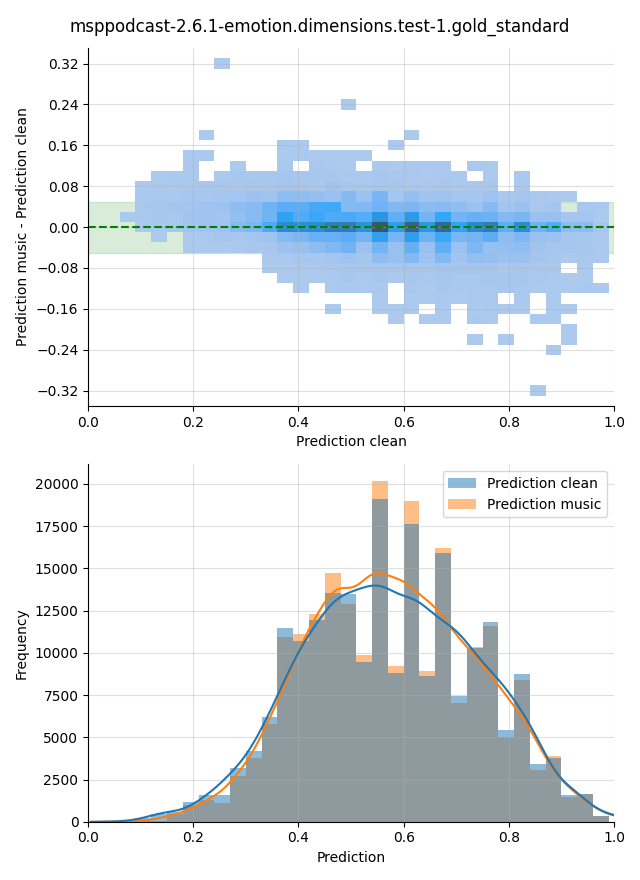 msppodcast-2.6.1-emotion.dimensions.test-1.gold_standard
0.32
0.24
0.16
0.08
0.00
−0.08
−0.16
−0.24
−0.32
Prediction music - Prediction clean
0.0 0.2 0.4 0.6 0.8 1.0
Prediction clean
20000
17500
15000
12500
10000
7500
5000
2500
0
Frequency
Prediction clean
Prediction music
0.0 0.2 0.4 0.6 0.8 1.0
Prediction